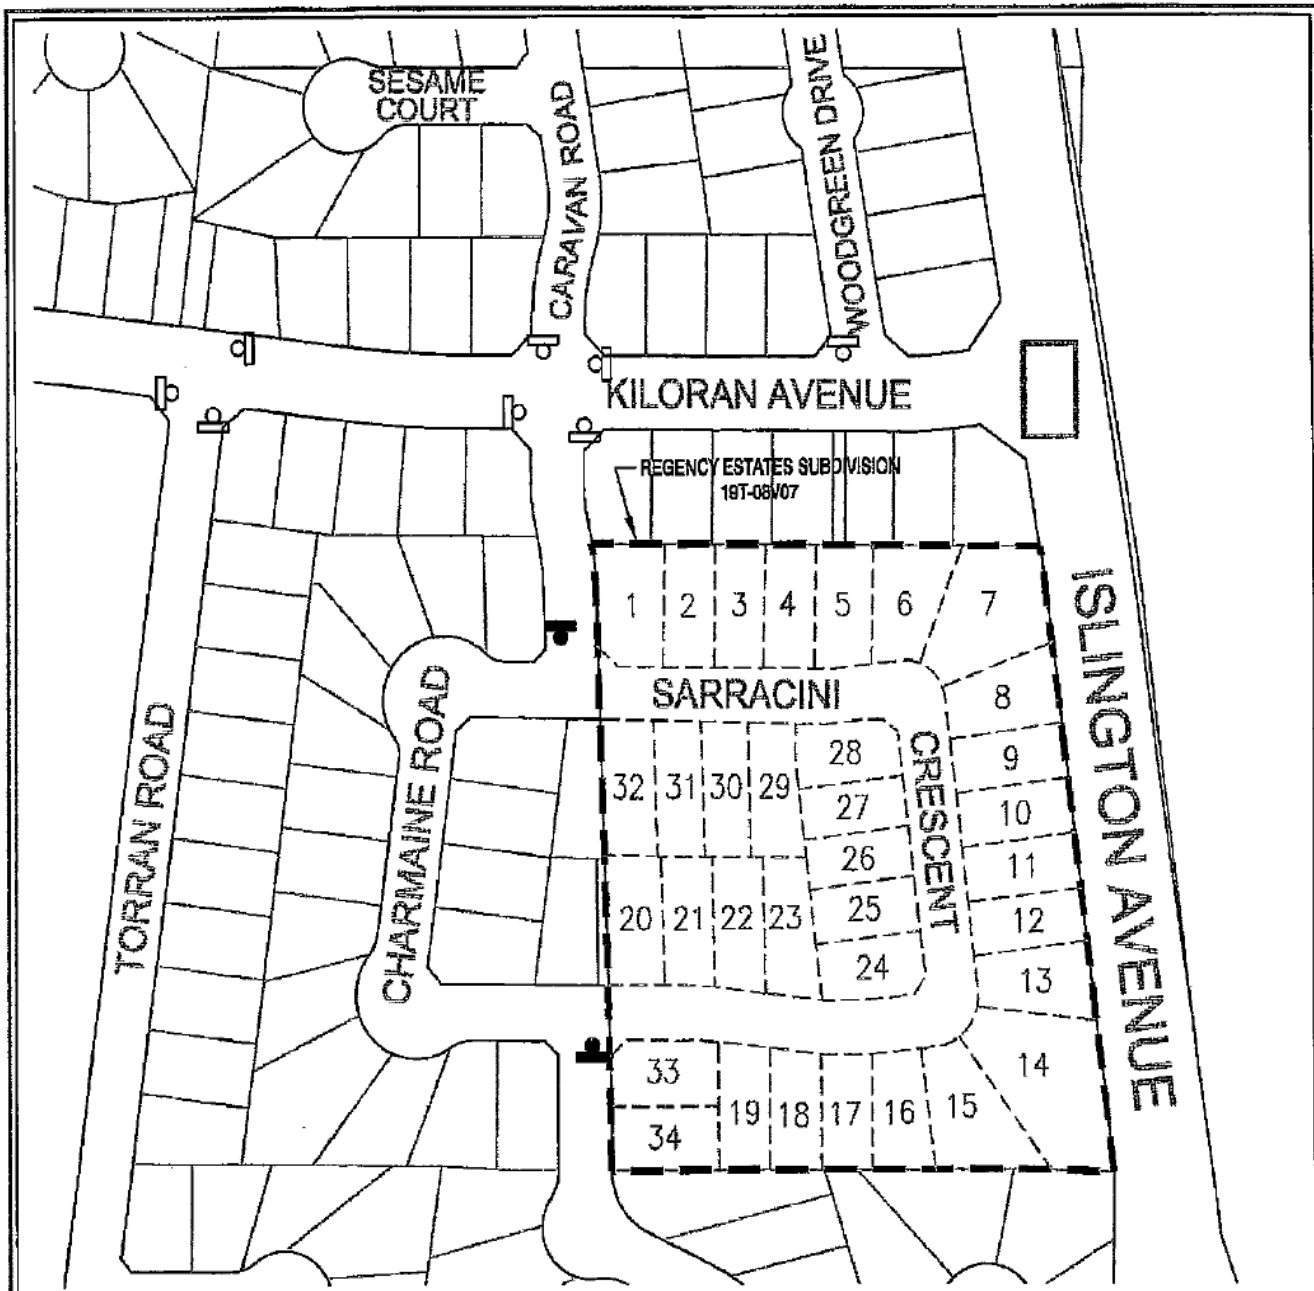 SESAME
COURT
CARAVAN ROAD
WOODGREEN DRIVE
KILORAN AVENUE
REGENCY ESTATES SUBDIVISION
19T-08V07
1 2 3 4 5 6 7
SARRACINI
8
CRESCENT
ISLINGTON AVENUE
TORRAN ROAD
CHARMAINE ROAD
32 31 30 29 28
9
27
10
26
11
20 21 22 23 25
12
24
13
33
14
34
19 18 17 16 15